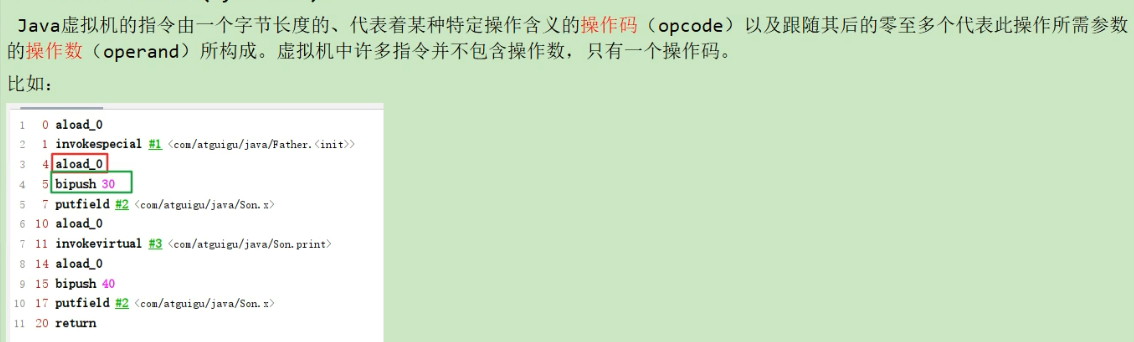 Java虚拟机的指令由一个字节长度的、代表着某种特定操作含义的操作码（opcode）以及跟随其后的零至多个代表此操作所需参数
的操作数（operand）所构成。虚拟机中许多指令并不包含操作数，只有一个操作码。
比如：
1 0 aload_0
2 1 invokespecial #1 <com/atguigu/java/Father.<init>>
3 4 aload_0
4 5 bipush 30
5 7 putfield #2 <com/atguigu/java/Son.x>
6 10 aload_0
7 11 invokevirtual #3 <com/atguigu/java/Son.print>
8 14 aload_0
9 15 bipush 40
10 17 putfield #2 <com/atguigu/java/Son.x>
11 20 return